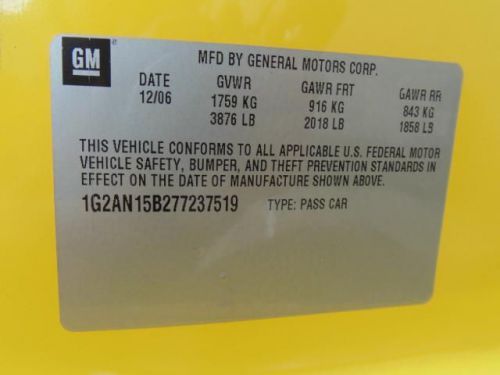 GM
MFD BY GENERAL MOTORS CORP.
DATE GVWR GAWR FRT GAWR RR
12/06 1759 KG 916 KG 843 KG
3876 LB 2018 LB 1858 LB
THIS VEHICLE CONFORMS TO ALL APPLICABLE U.S. FEDERAL MOTOR
VEHICLE SAFETY, BUMPER, AND THEFT PREVENTION STANDARDS IN
EFFECT ON THE DATE OF MANUFACTURE SHOWN ABOVE.
1G2AN15B277237519 TYPE: PASS CAR